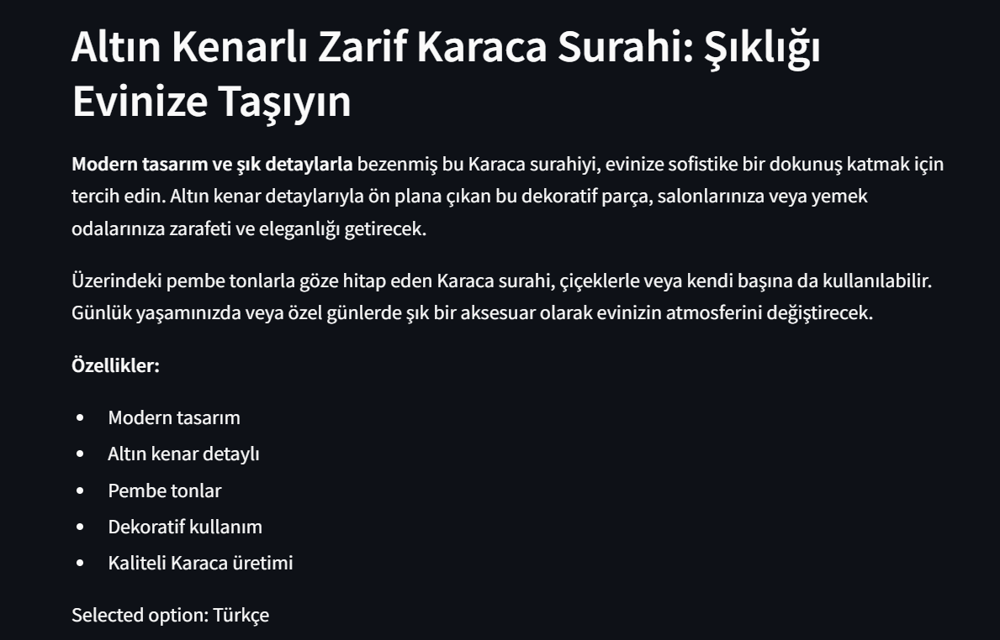 Altın Kenarlı Zarif Karaca Surahi: Şıklığı
Evinize Taşıyın
Modern tasarım ve şık detaylarla bezenmiş bu Karaca surahiyi, evinize sofistike bir dokunuş katmak için
tercih edin. Altın kenar detaylarıyla ön plana çıkan bu dekoratif parça, salonlarınıza veya yemek
odalarınıza zarafeti ve eleganlığı getirecek.
Üzerindeki pembe tonlarla göze hitap eden Karaca surahi, çiçeklerle veya kendi başına da kullanılabilir.
Günlük yaşamınızda veya özel günlerde şık bir aksesuar olarak evinizin atmosferini değiştirecek.
Özellikler:
• Modern tasarım
• Altın kenar detaylı
• Pembe tonlar
• Dekoratif kullanım
• Kaliteli Karaca üretimi
Selected option: Türkçe